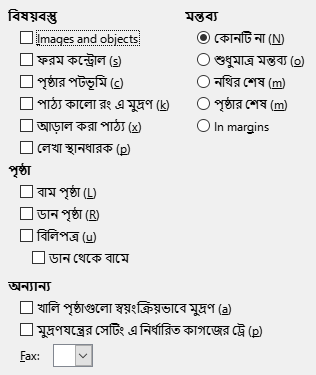 বিষয়বস্তু
Images and objects
ফরম কন্ট্রোল (s)
পৃষ্ঠার পটভূমি (c)
পাঠ্য কালো রং এ মুদ্রণ (k)
আড়াল করা পাঠ্য (x)
লেখা স্থানধারক (p)
মন্তব্য
কোনটি না (N)
শুধুমাত্র মন্তব্য (o)
নথির শেষ (m)
পৃষ্ঠার শেষ (m)
In margins
পৃষ্ঠা
বাম পৃষ্ঠা (L)
ডান পৃষ্ঠা (R)
বিলিপত্র (u)
ডান থেকে বামে
অন্যান্য
খালি পৃষ্ঠাগুলো স্বয়ংক্রিয়ভাবে মুদ্রণ (a)
মুদ্রণযন্ত্রের সেটিং এ নির্ধারিত কাগজের ট্রে (p)
Fax: